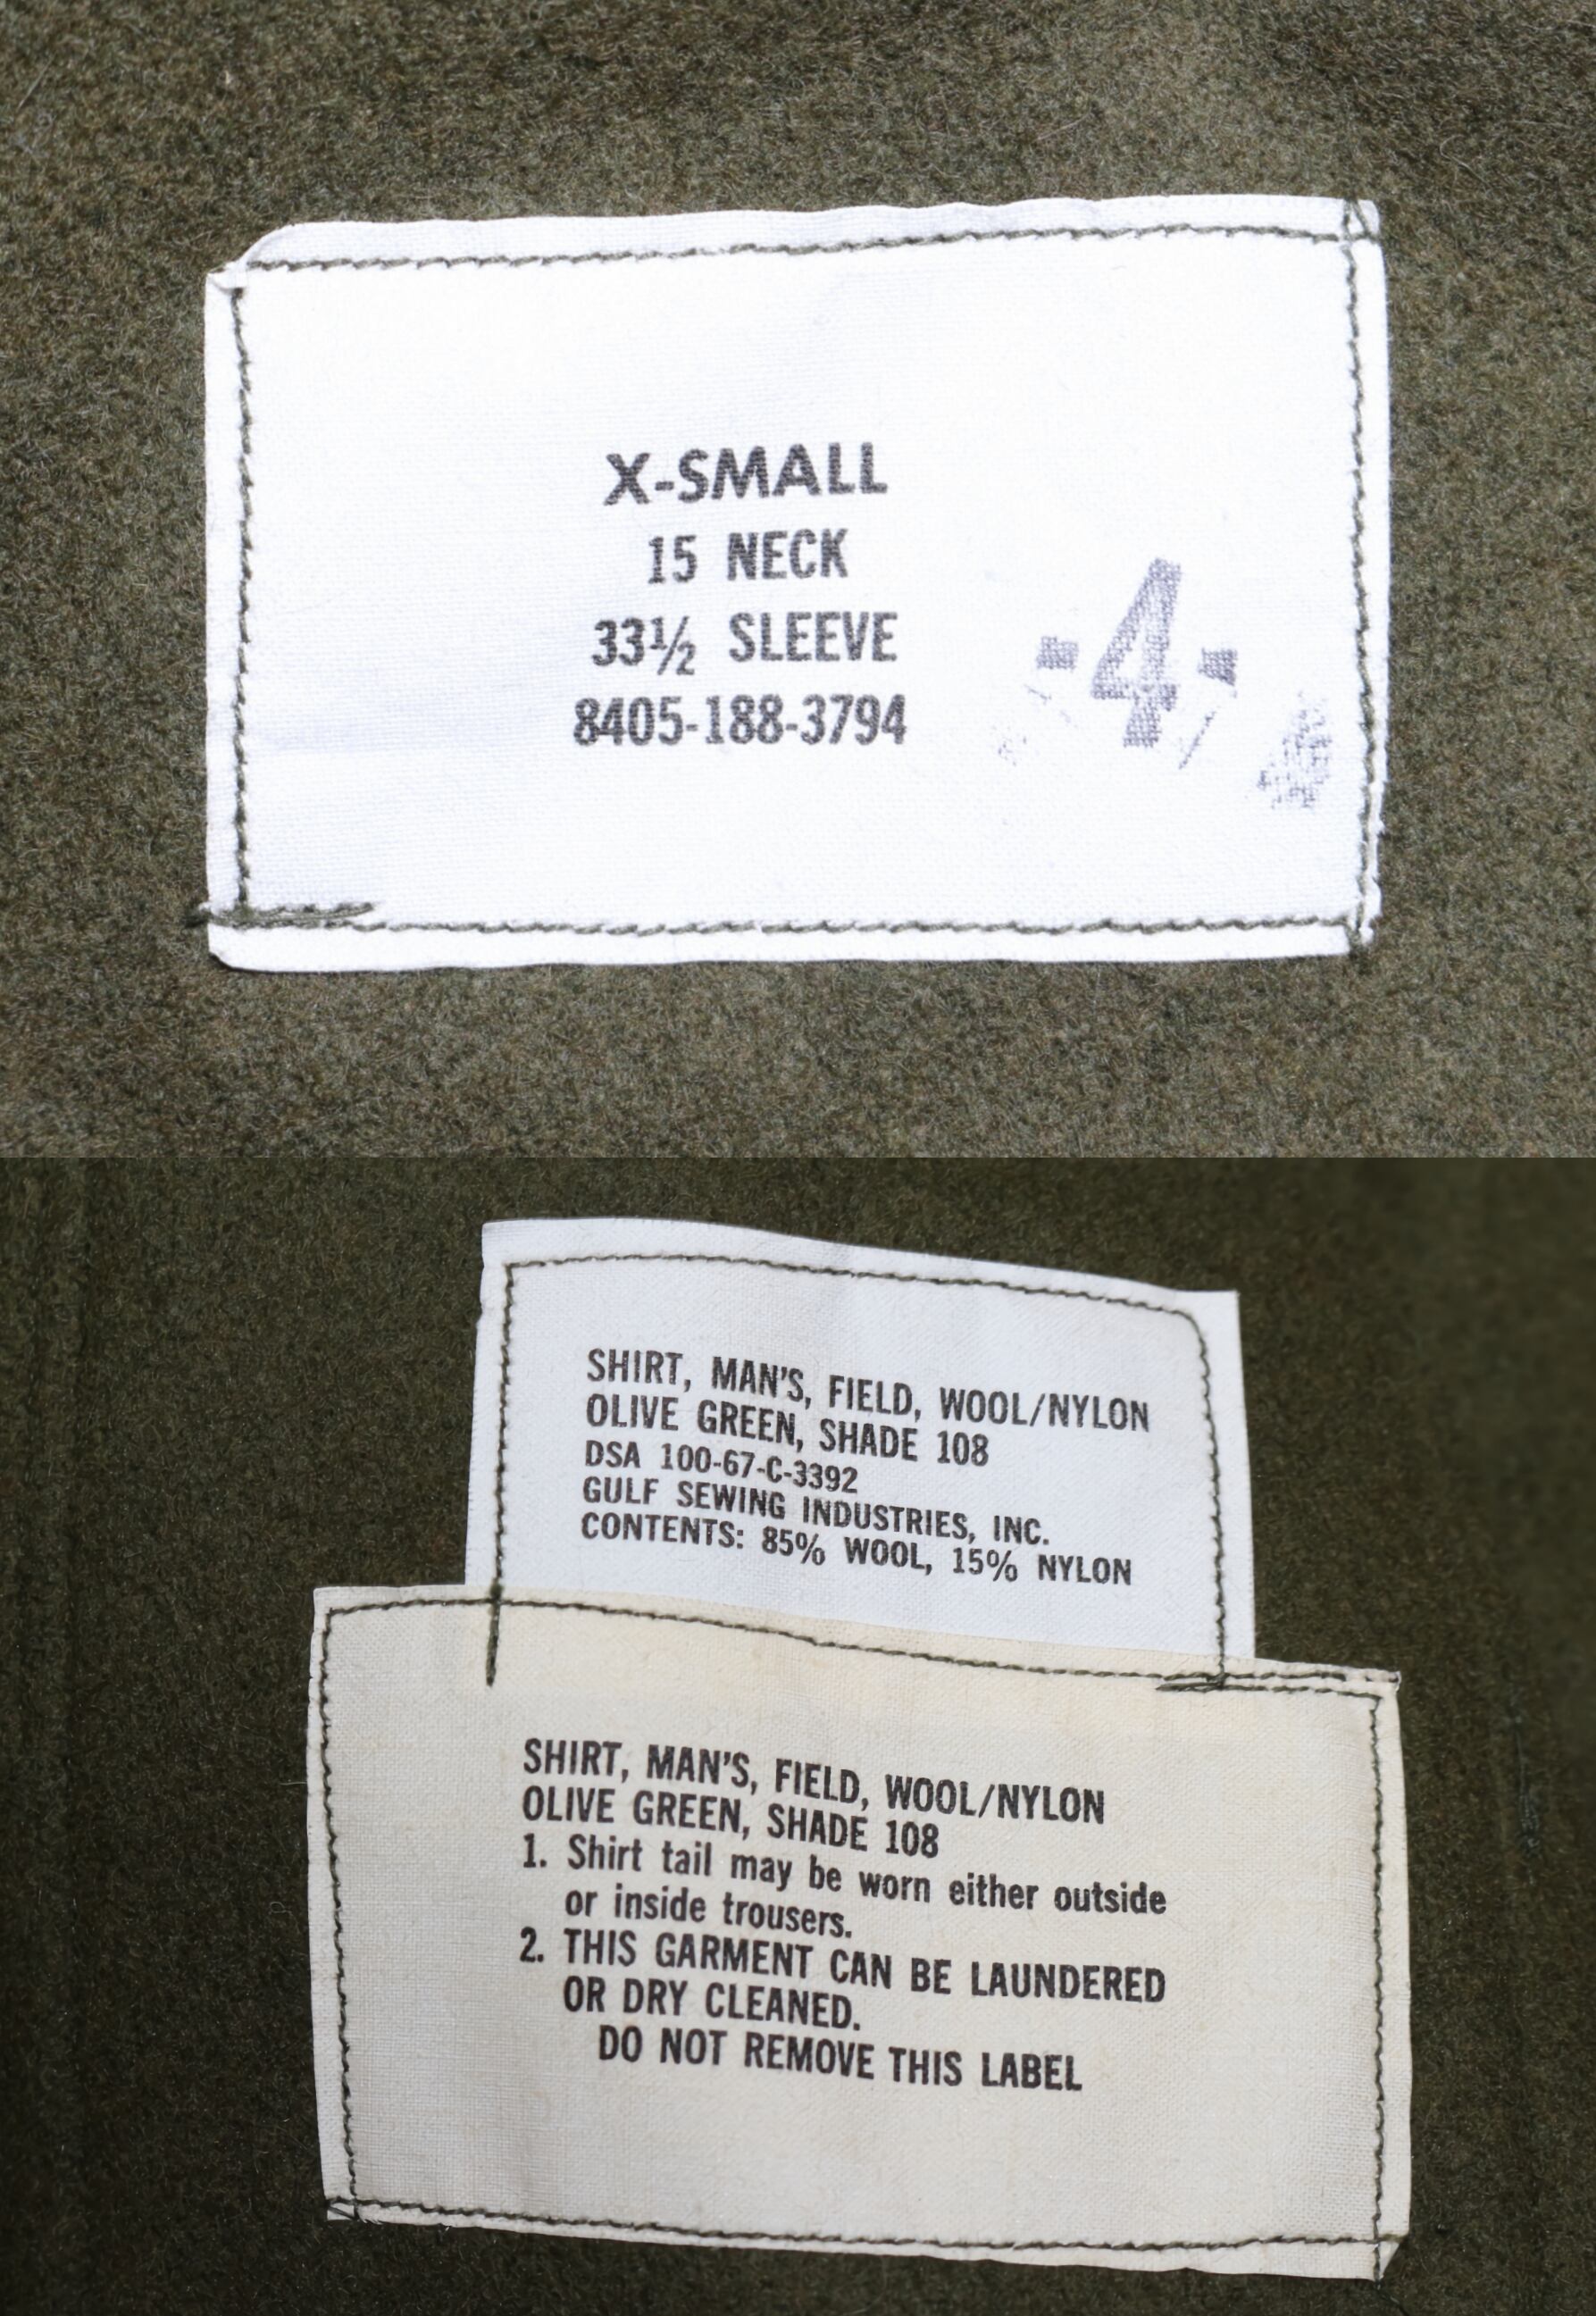 X-SMALL
15 NECK
33½ SLEEVE
8405-188-3794
-4-
SHIRT, MAN'S, FIELD, WOOL/NYLON
OLIVE GREEN, SHADE 108
DSA 100-67-C-3392
GULF SEWING INDUSTRIES, INC.
CONTENTS: 85% WOOL, 15% NYLON
SHIRT, MAN'S, FIELD, WOOL/NYLON
OLIVE GREEN, SHADE 108
1. Shirt tail may be worn either outside
or inside trousers.
2. THIS GARMENT CAN BE LAUNDERED
OR DRY CLEANED.
DO NOT REMOVE THIS LABEL